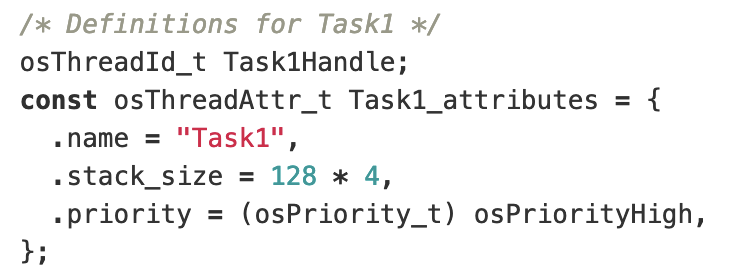 /* Definitions for Task1 */
osThreadId_t Task1Handle;
const osThreadAttr_t Task1_attributes = {
  .name = "Task1",
  .stack_size = 128 * 4,
  .priority = (osPriority_t) osPriorityHigh,
};